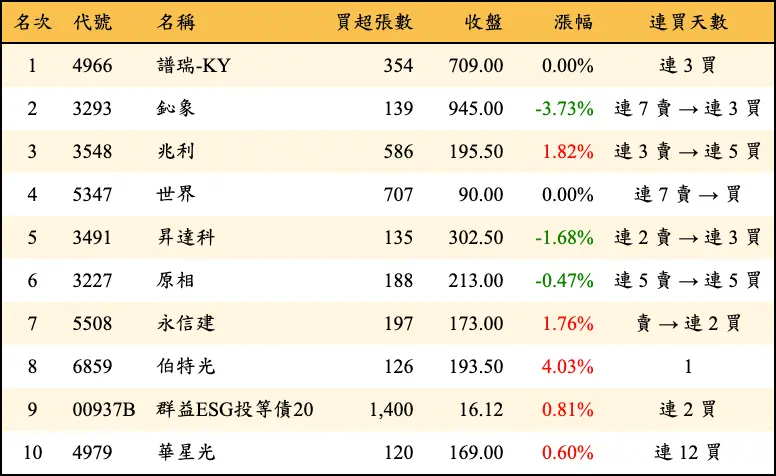 名次 代號 名稱 買超張數 收盤 漲幅 連買天數
1 4966 譜瑞-KY 354 709.00 0.00% 連 3 買
2 3293 鈊象 139 945.00 -3.73% 連 7 賣 → 連 3 買
3 3548 兆利 586 195.50 1.82% 連 3 賣 → 連 5 買
4 5347 世界 707 90.00 0.00% 連 7 賣 → 買
5 3491 昇達科 135 302.50 -1.68% 連 2 賣 → 連 3 買
6 3227 原相 188 213.00 -0.47% 連 5 賣 → 連 5 買
7 5508 永信建 197 173.00 1.76% 賣 → 連 2 買
8 6859 伯特光 126 193.50 4.03% 1
9 00937B 群益ESG投等債20 1,400 16.12 0.81% 連 2 買
10 4979 華星光 120 169.00 0.60% 連 12 買